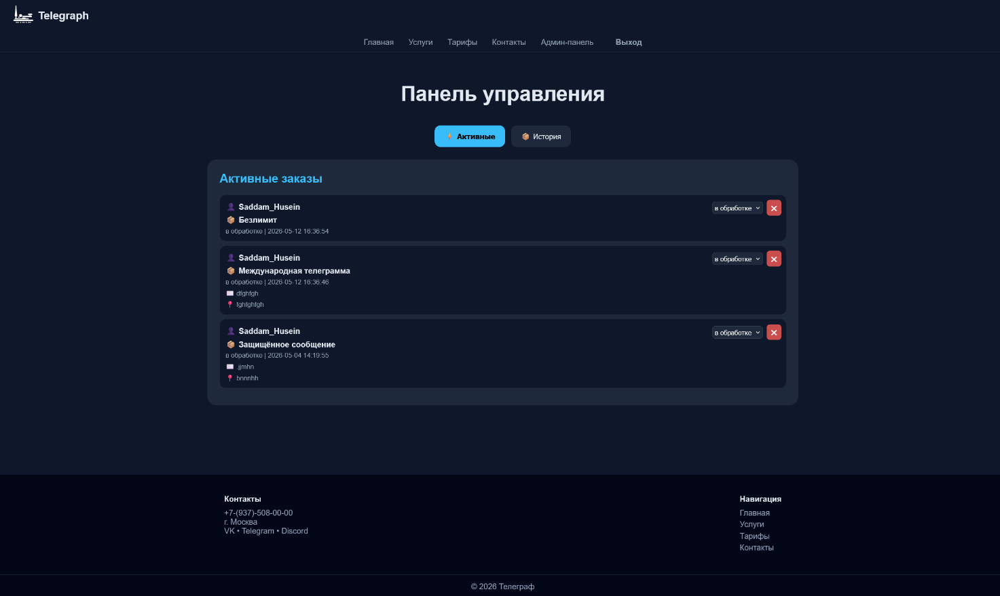 Telegraph
Главная Услуги Тарифы Контакты Админ-панель Выход
Панель управления
Активные История
Активные заказы
Saddam_Husein в обработке
Безлимит
в обработке | 2026-05-12 16:36:54
Saddam_Husein в обработке
Международная телеграмма
в обработке | 2026-05-12 16:36:46
dfghfgh
fghfghfgh
Saddam_Husein в обработке
Защищённое сообщение
в обработке | 2026-05-04 14:19:55
.jjmhn
bnnnhh
Контакты
+7-(937)-508-00-00
г. Москва
VK • Telegram • Discord
Навигация
Главная
Услуги
Тарифы
Контакты
© 2026 Телеграф